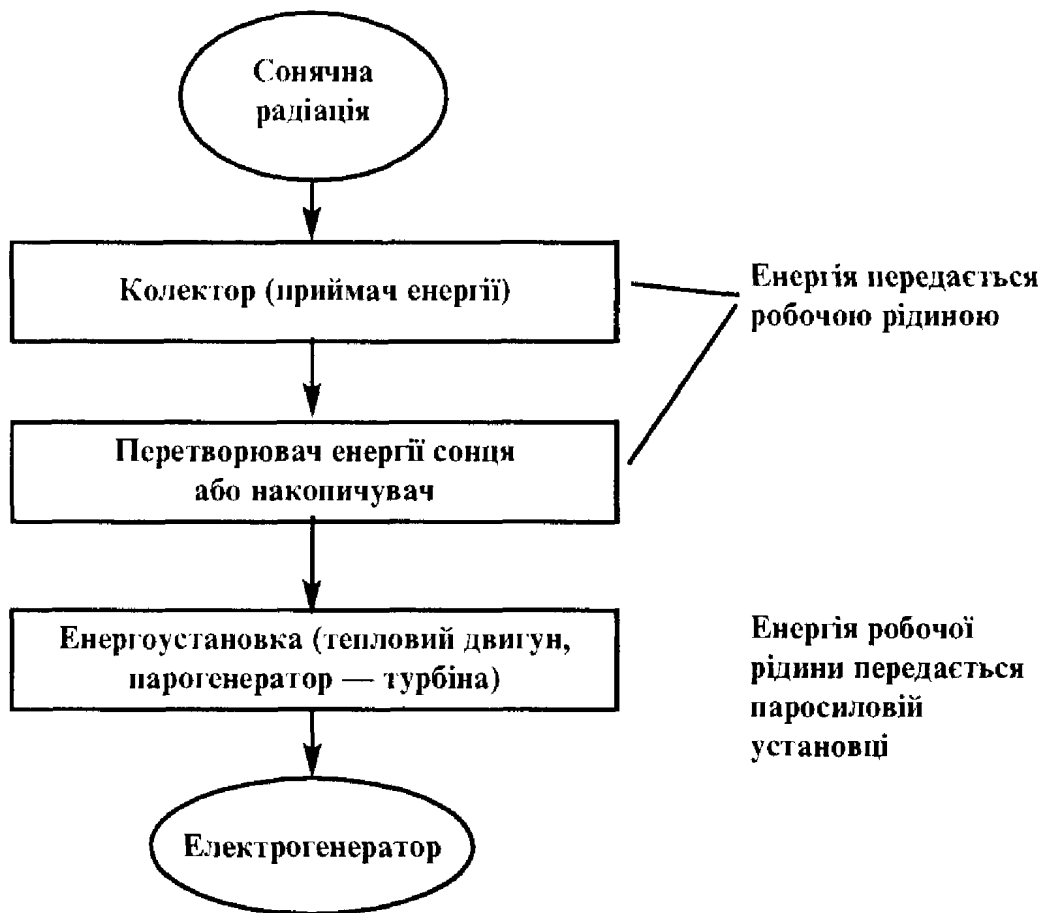 Сонячна
радіація
Колектор (приймач енергії)
Енергія передається
робочою рідиною
Перетворювач енергії сонця
або накопичувач
Енергоустановка (тепловий двигун,
парогенератор — турбіна)
Енергія робочої
рідини передається
паросиловій
установці
Електрогенератор